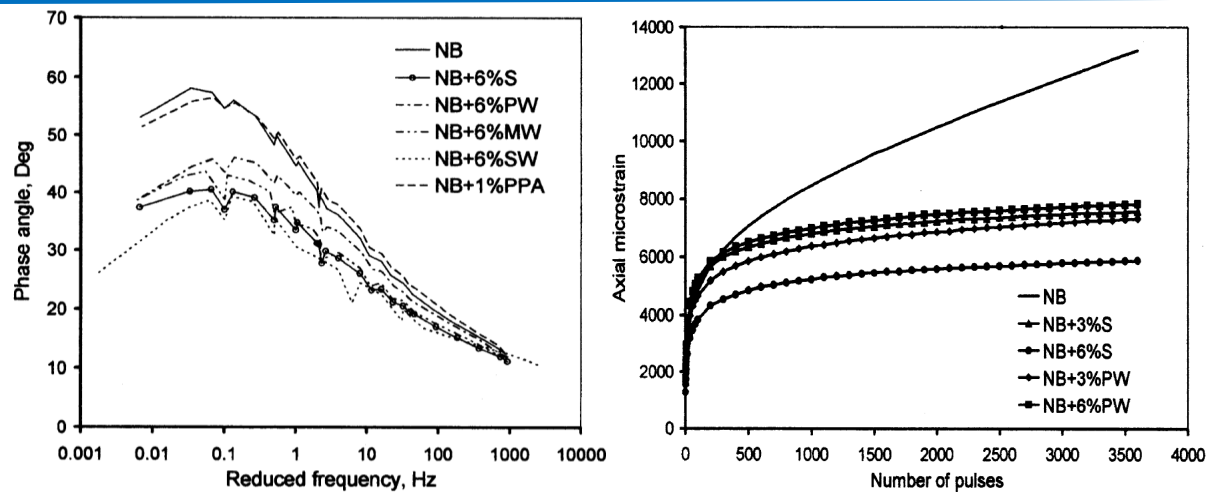 70
60
50
40
30
20
10
0
Phase angle, Deg
0.001 0.01 0.1 1 10 100 1000 10000
Reduced frequency, Hz
NB
NB+6%S
NB+6%PW
NB+6%MW
NB+6%SW
NB+1%PPA
14000
12000
10000
8000
6000
4000
2000
0
Axial microstrain
0 500 1000 1500 2000 2500 3000 3500 4000
Number of pulses
NB
NB+3%S
NB+6%S
NB+3%PW
NB+6%PW